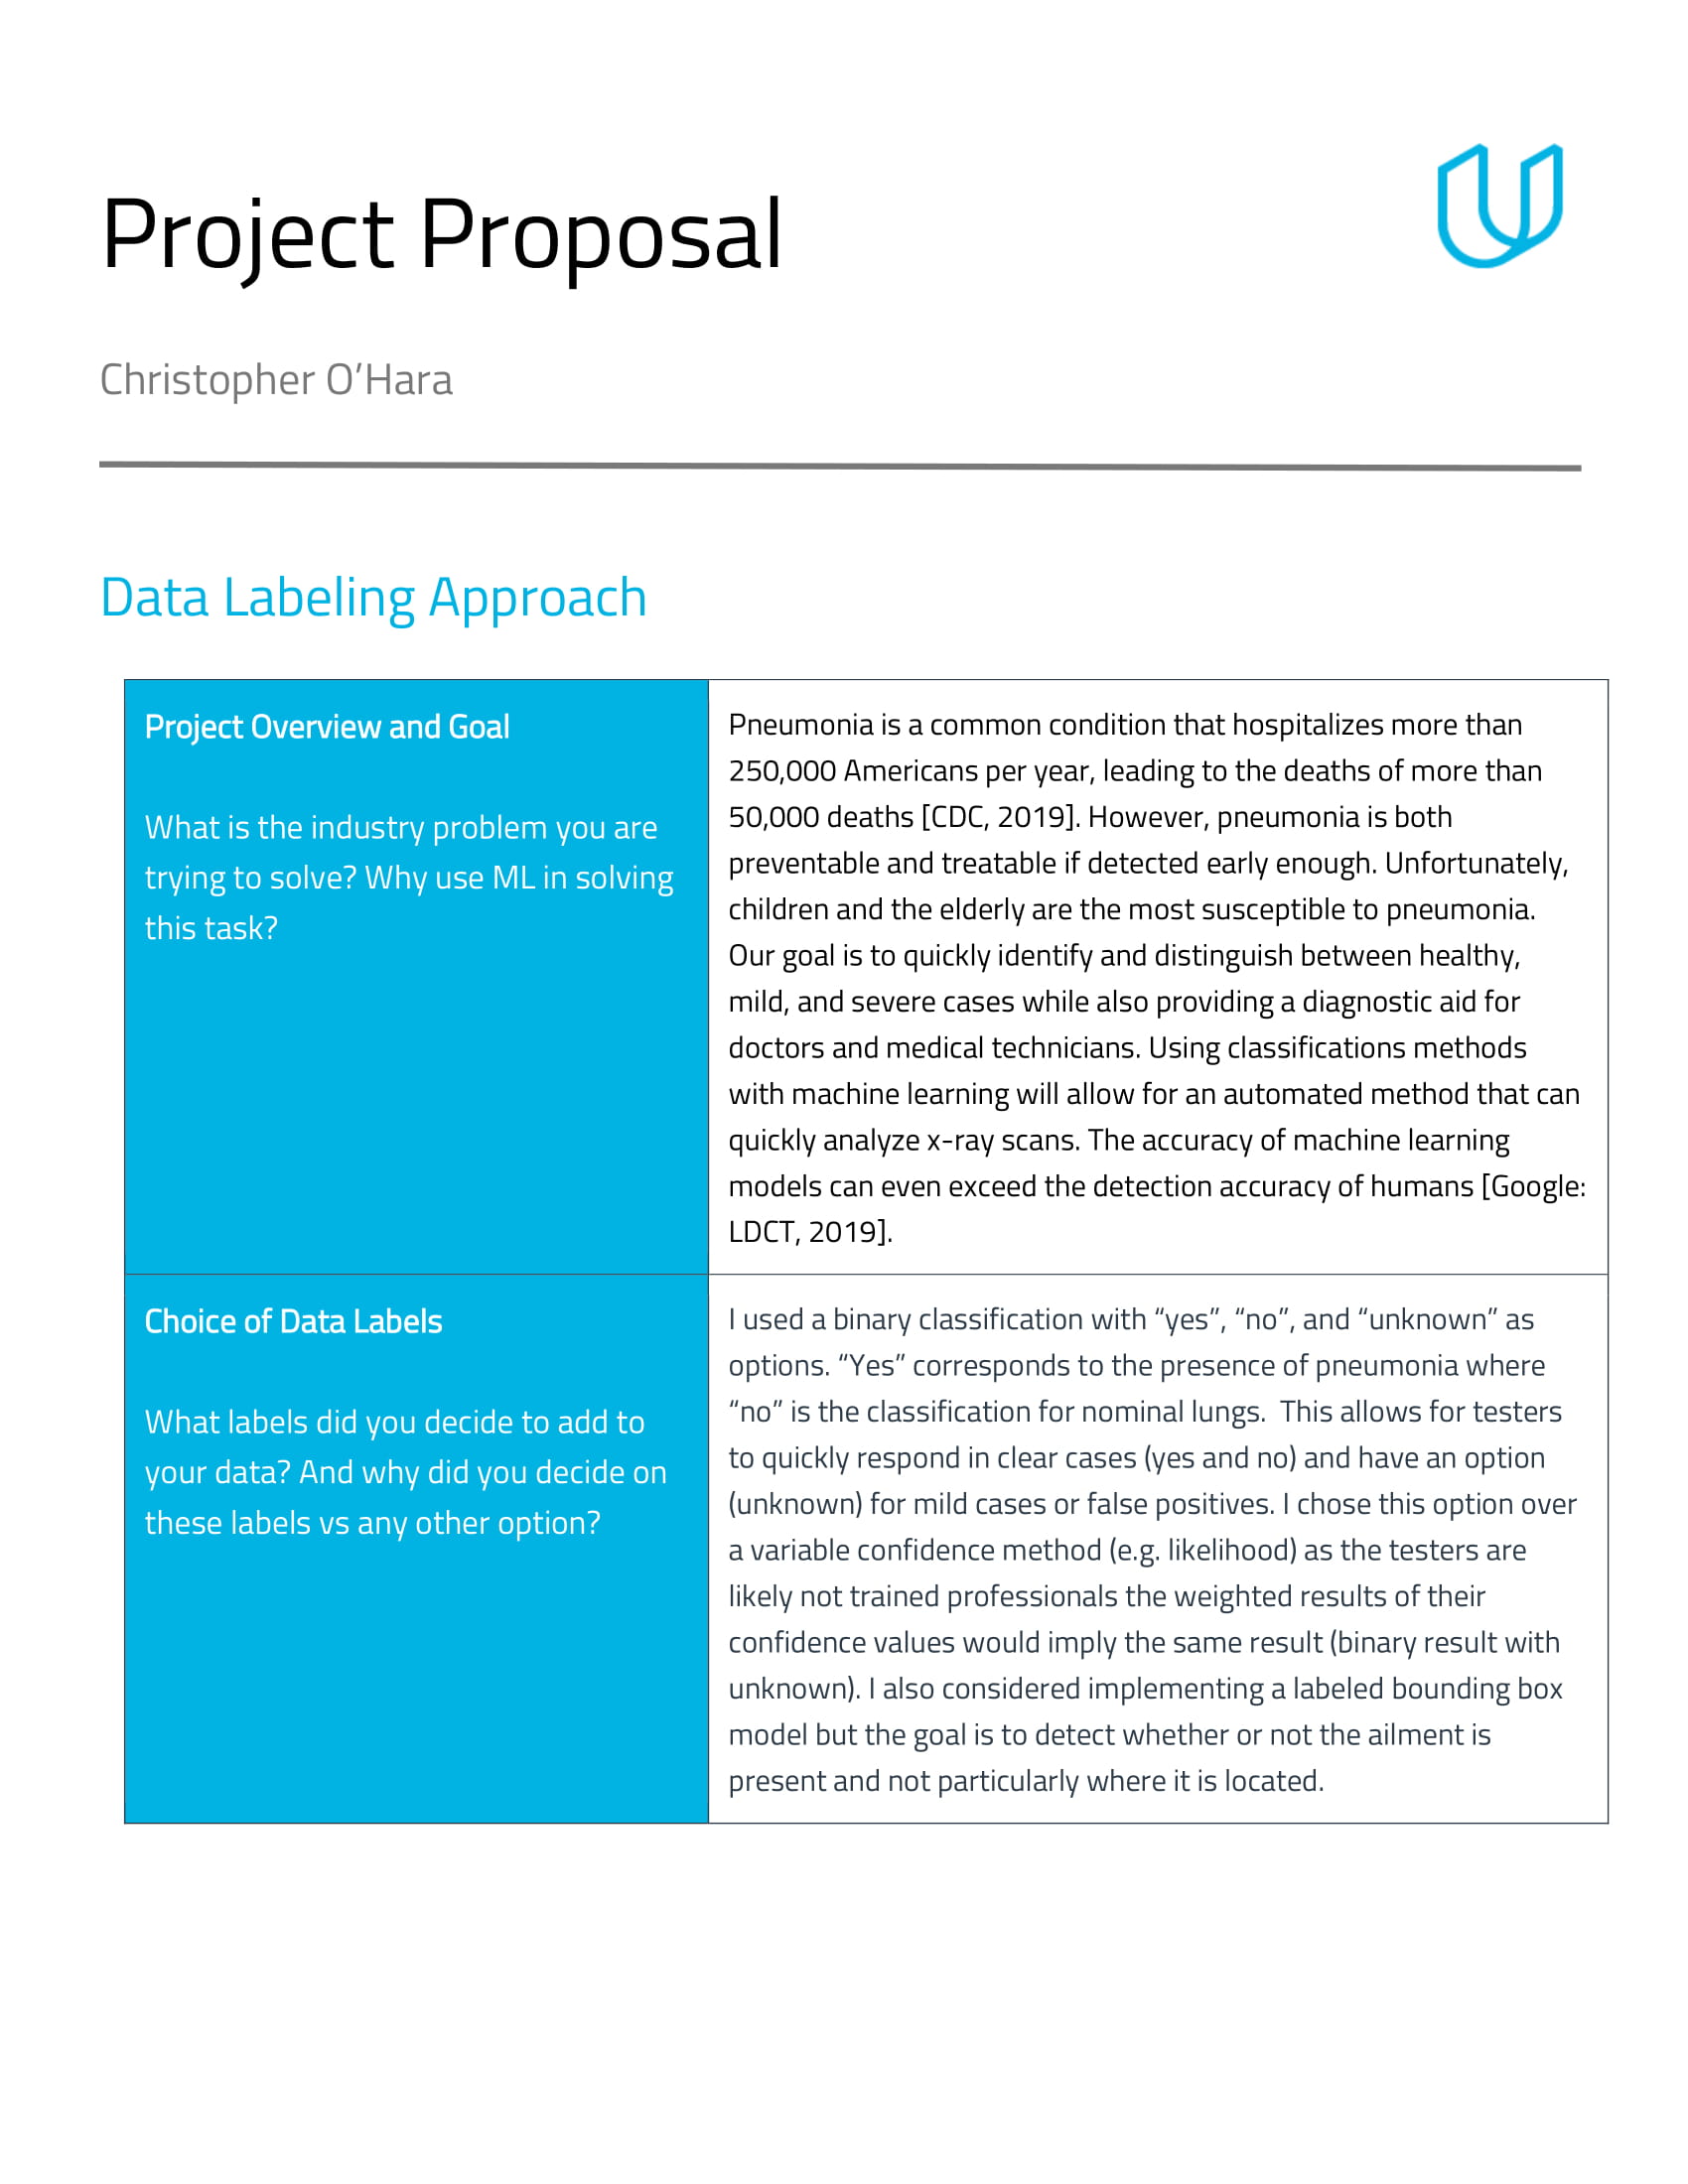 Project Proposal
Christopher O’Hara
Data Labeling Approach
Project Overview and Goal
What is the industry problem you are
trying to solve? Why use ML in solving
this task?
Pneumonia is a common condition that hospitalizes more than
250,000 Americans per year, leading to the deaths of more than
50,000 deaths [CDC, 2019]. However, pneumonia is both
preventable and treatable if detected early enough. Unfortunately,
children and the elderly are the most susceptible to pneumonia.
Our goal is to quickly identify and distinguish between healthy,
mild, and severe cases while also providing a diagnostic aid for
doctors and medical technicians. Using classifications methods
with machine learning will allow for an automated method that can
quickly analyze x-ray scans. The accuracy of machine learning
models can even exceed the detection accuracy of humans [Google:
LDCT, 2019].
Choice of Data Labels
What labels did you decide to add to
your data? And why did you decide on
these labels vs any other option?
I used a binary classification with “yes”, “no”, and “unknown” as
options. “Yes” corresponds to the presence of pneumonia where
“no” is the classification for nominal lungs.  This allows for testers
to quickly respond in clear cases (yes and no) and have an option
(unknown) for mild cases or false positives. I chose this option over
a variable confidence method (e.g. likelihood) as the testers are
likely not trained professionals the weighted results of their
confidence values would imply the same result (binary result with
unknown). I also considered implementing a labeled bounding box
model but the goal is to detect whether or not the ailment is
present and not particularly where it is located.